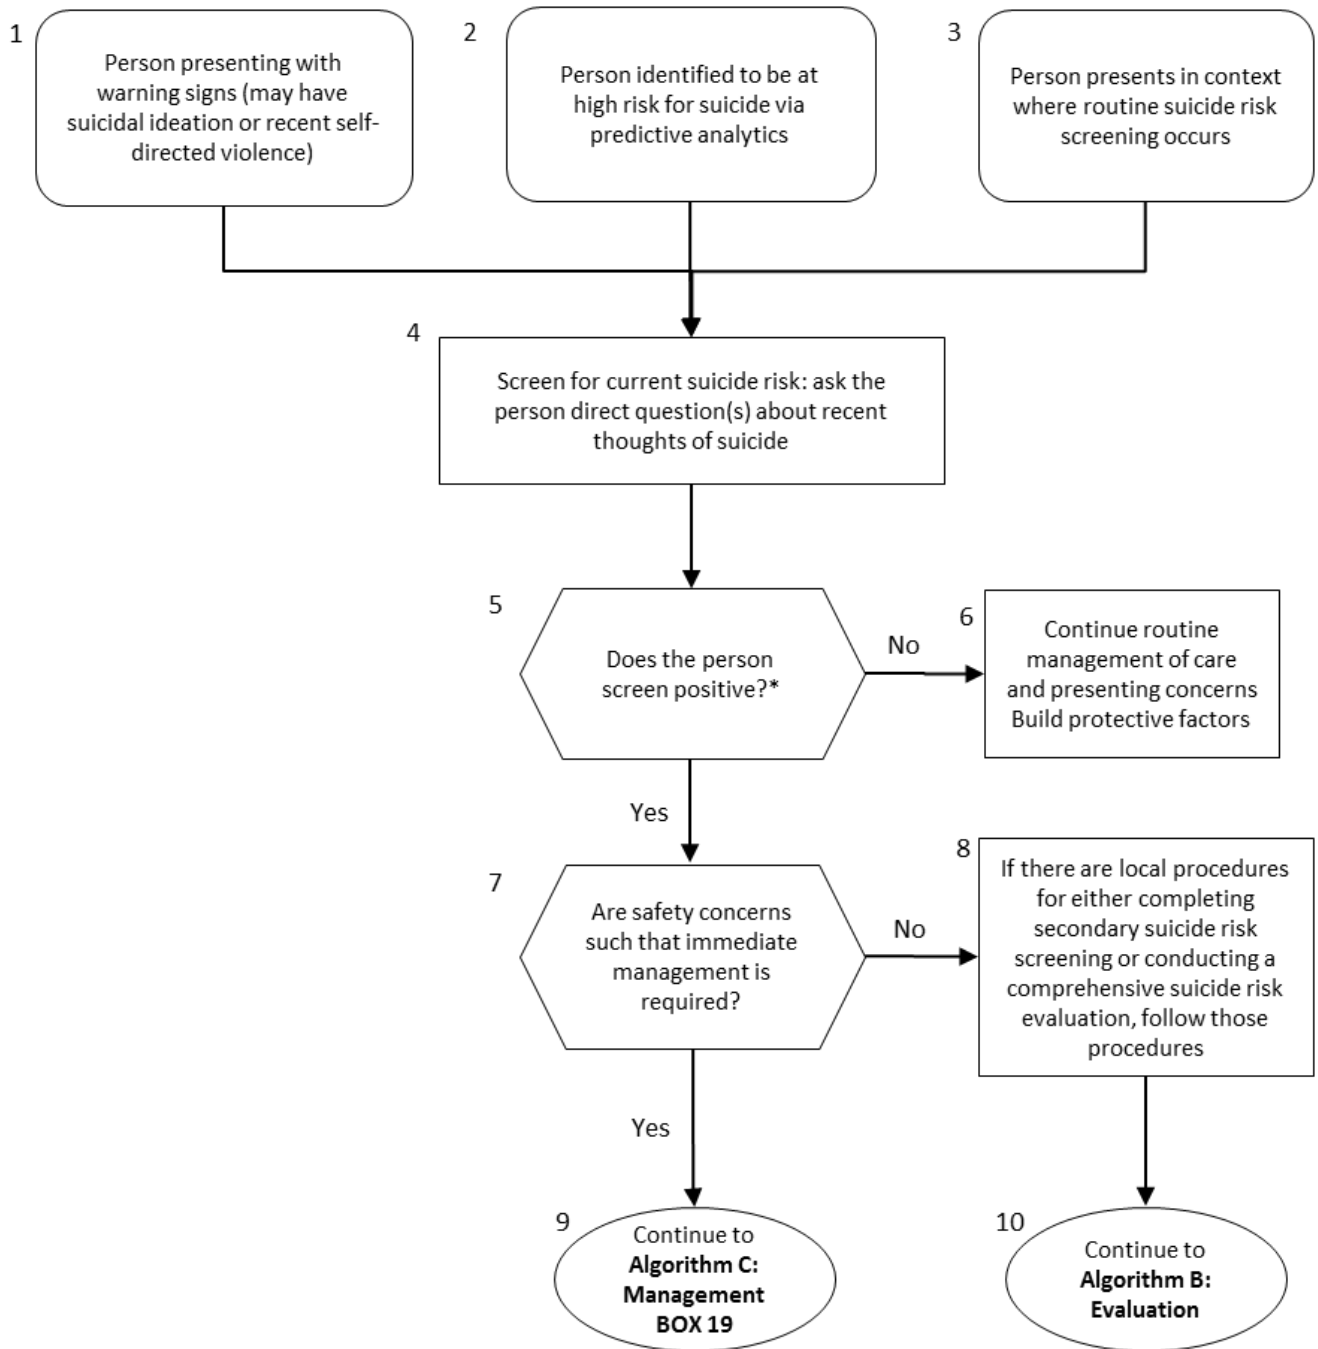 1
Person presenting with
warning signs (may have
suicidal ideation or recent self-
directed violence)
2
Person identified to be at
high risk for suicide via
predictive analytics
3
Person presents in context
where routine suicide risk
screening occurs
4
Screen for current suicide risk: ask the
person direct question(s) about recent
thoughts of suicide
5
Does the person
screen positive?*
No
6
Continue routine
management of care
and presenting concerns
Build protective factors
Yes
7
Are safety concerns
such that immediate
management is
required?
No
8
If there are local procedures
for either completing
secondary suicide risk
screening or conducting a
comprehensive suicide risk
evaluation, follow those
procedures
Yes
9
Continue to
Algorithm C:
Management
BOX 19
10
Continue to
Algorithm B:
Evaluation